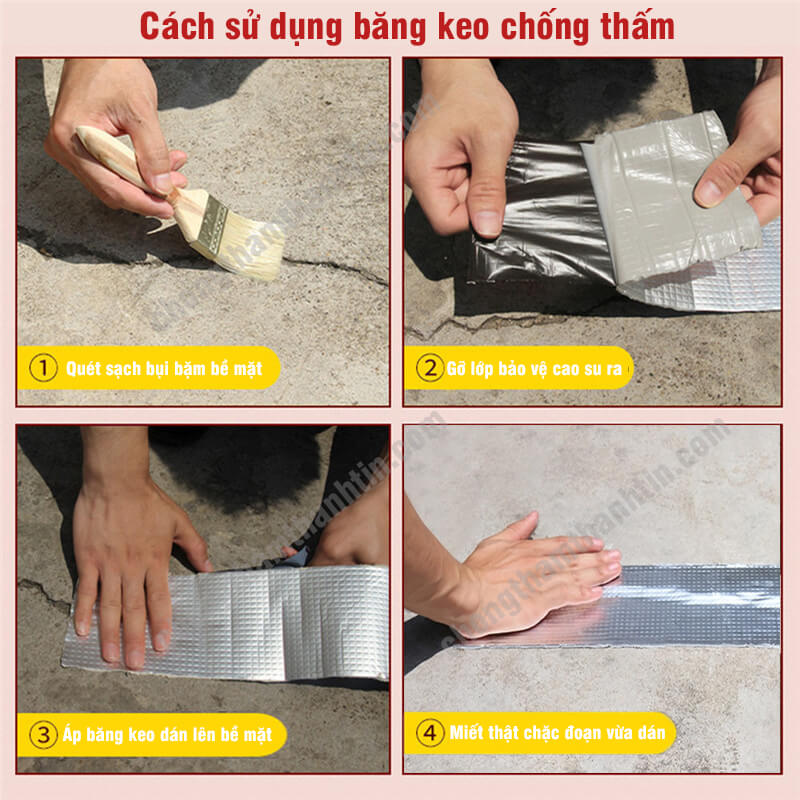 Cách sử dụng băng keo chống thấm
1 Quét sạch bụi bặm bề mặt
2 Gỡ lớp bảo vệ cao su ra
3 Áp băng keo dán lên bề mặt
4 Miết thật chặc đoạn vừa dán